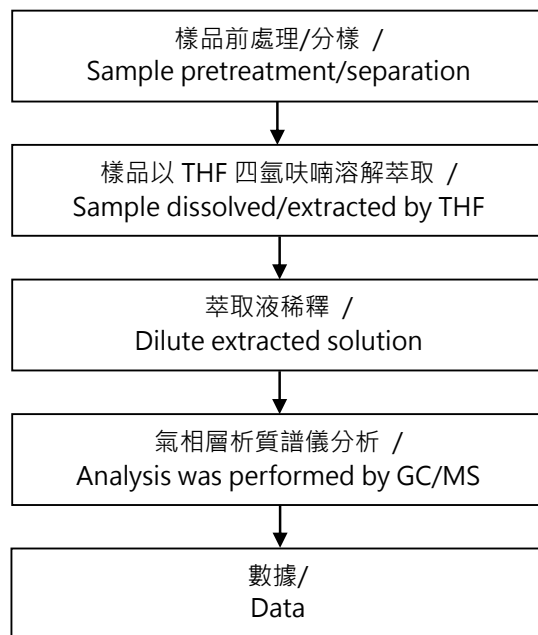 樣品前處理/分樣 /
Sample pretreatment/separation
樣品以 THF 四氫呋喃溶解萃取 /
Sample dissolved/extracted by THF
萃取液稀釋 /
Dilute extracted solution
氣相層析質譜儀分析 /
Analysis was performed by GC/MS
數據/
Data